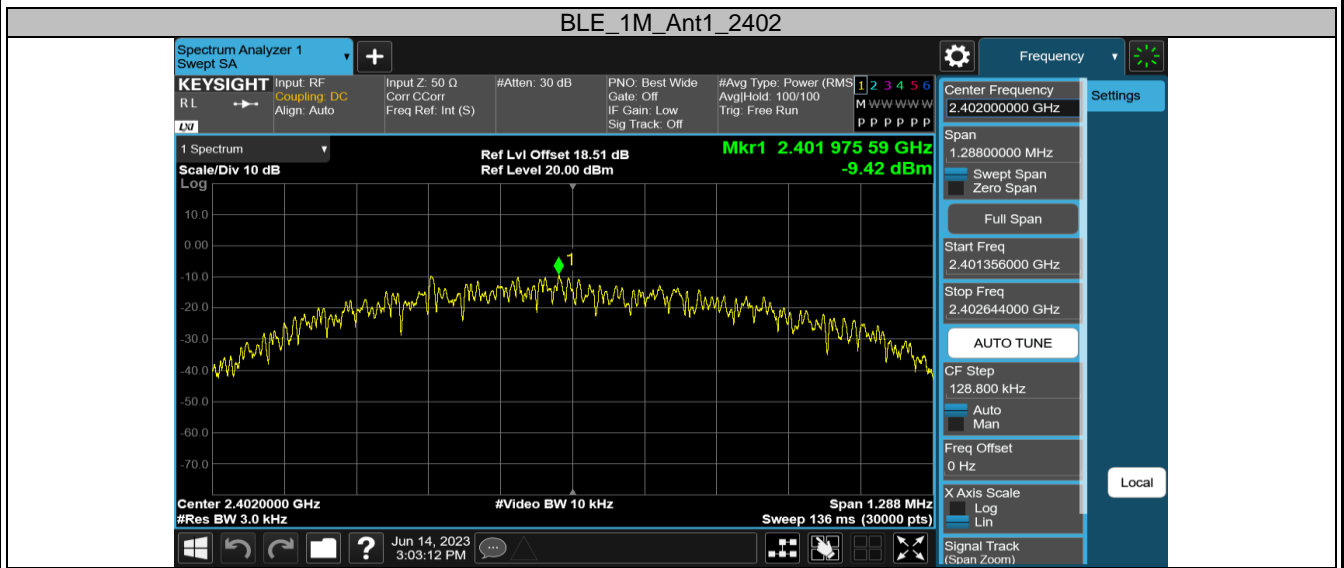 BLE_1M_Ant1_2402
Spectrum Analyzer 1
Swept SA
Frequency
KEYSIGHT
R L
LXI
Input: RF
Coupling: DC
Align: Auto
Input Z: 50 Ω
Corr CCorr
Freq Ref: Int (S)
#Atten: 30 dB
PNO: Best Wide
Gate: Off
IF Gain: Low
Sig Track: Off
#Avg Type: Power (RMS
Avg|Hold: 100/100
Trig: Free Run
1 2 3 4 5 6
M W W W W W
P P P P P P
1 Spectrum
Scale/Div 10 dB
Ref Lvl Offset 18.51 dB
Ref Level 20.00 dBm
Mkr1 2.401 975 59 GHz
-9.42 dBm
Log
10.0
0.00
-10.0
-20.0
-30.0
-40.0
-50.0
-60.0
-70.0
1
Center 2.4020000 GHz
#Res BW 3.0 kHz
#Video BW 10 kHz
Span 1.288 MHz
Sweep 136 ms (30000 pts)
?
Jun 14, 2023
3:03:12 PM
Center Frequency
2.402000000 GHz
Settings
Span
1.28800000 MHz
Swept Span
Zero Span
Full Span
Start Freq
2.401356000 GHz
Stop Freq
2.402644000 GHz
AUTO TUNE
CF Step
128.800 kHz
Auto
Man
Freq Offset
0 Hz
X Axis Scale
Log
Lin
Local
Signal Track
(Span Zoom)